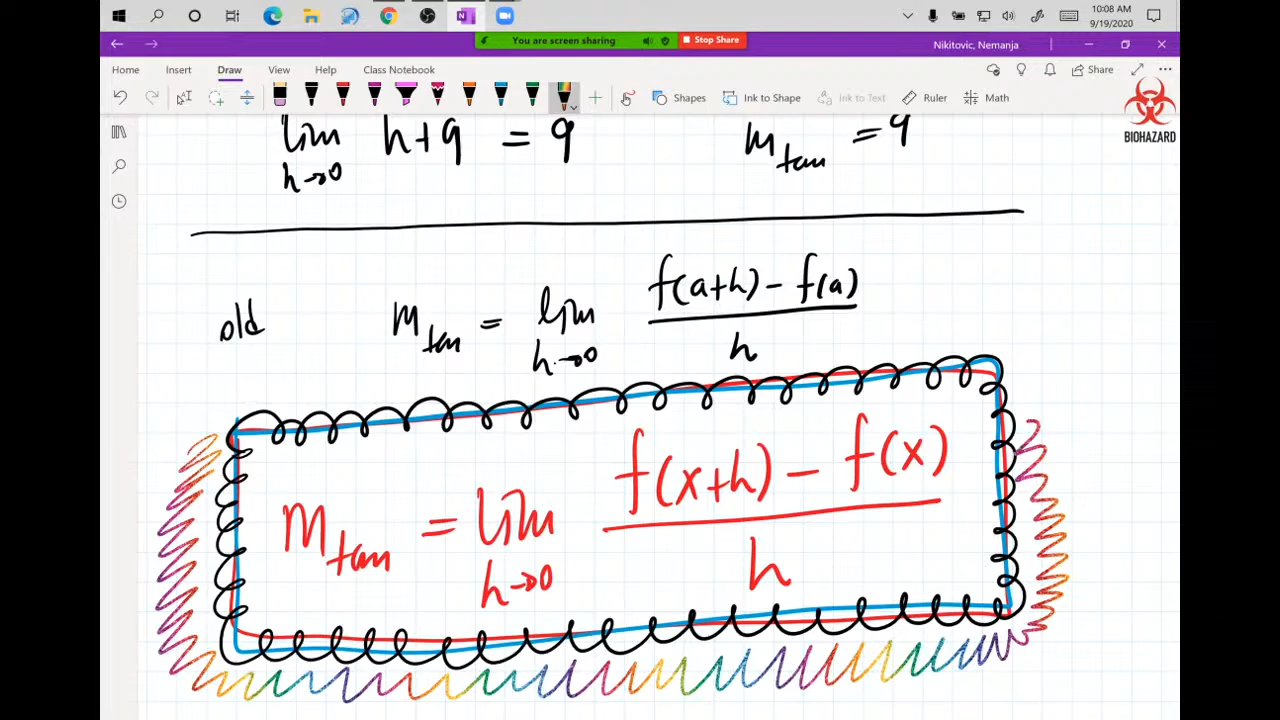 10:08 AM
9/19/2020
You are screen sharing
Stop Share
Nikitovic, Nemanja
Home Insert Draw View Help Class Notebook
Share
Shapes Ink to Shape Ink to Text Ruler Math
BIOHAZARD
lim h→0 h+9 = 9
m tan = 9
old m tan = lim h→0 f(a+h) - f(a) / h
m tan = lim h→0 f(x+h) - f(x) / h